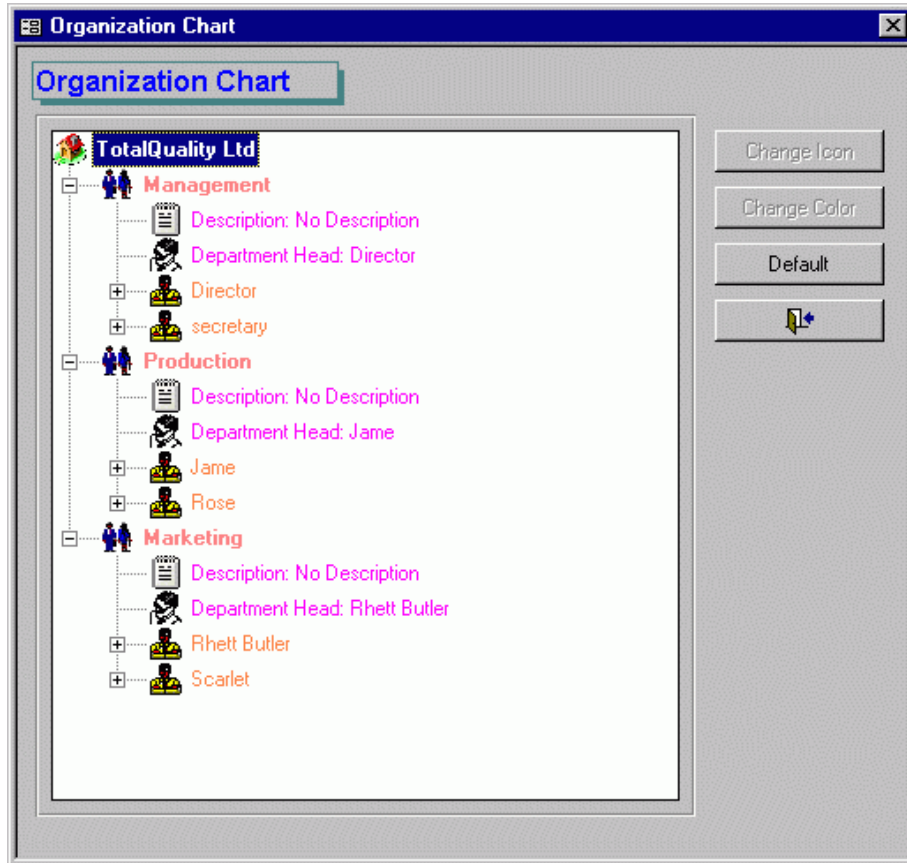 Organization Chart
Organization Chart
TotalQuality Ltd
Management
Description: No Description
Department Head: Director
Director
secretary
Production
Description: No Description
Department Head: Jame
Jame
Rose
Marketing
Description: No Description
Department Head: Rhett Butler
Rhett Butler
Scarlet
Change Icon
Change Color
Default